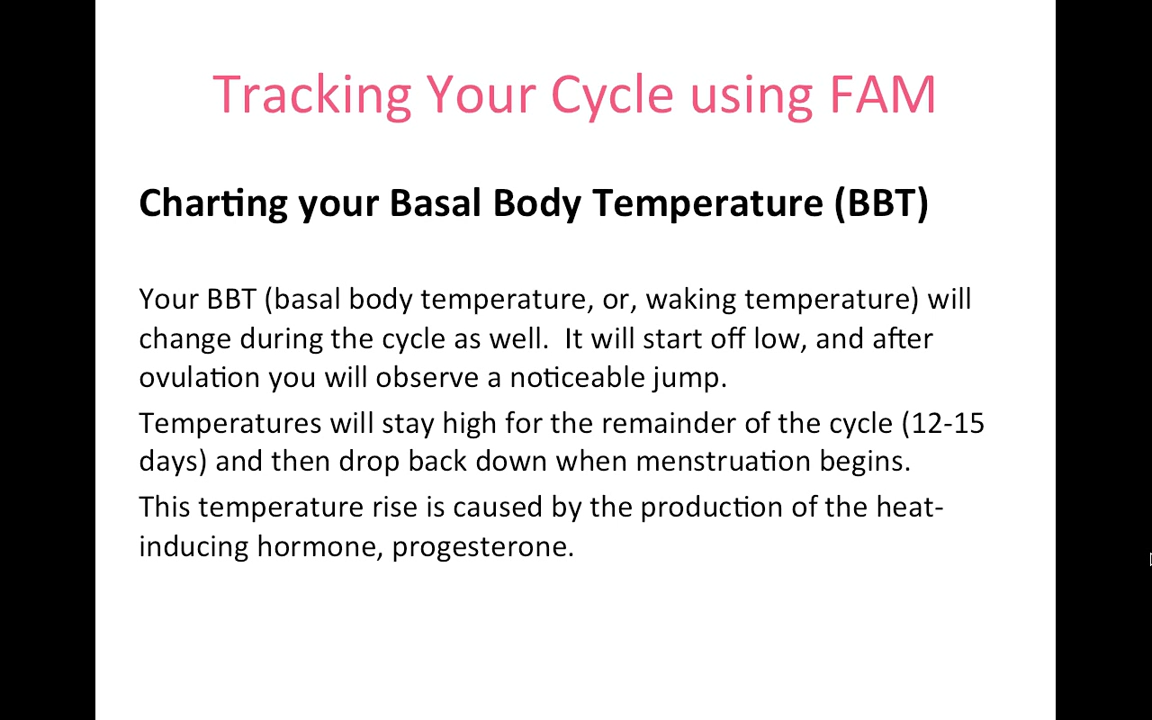 Tracking Your Cycle using FAM
Charting your Basal Body Temperature (BBT)
Your BBT (basal body temperature, or, waking temperature) will
change during the cycle as well.  It will start off low, and after
ovulation you will observe a noticeable jump.
Temperatures will stay high for the remainder of the cycle (12-15
days) and then drop back down when menstruation begins.
This temperature rise is caused by the production of the heat-
inducing hormone, progesterone.